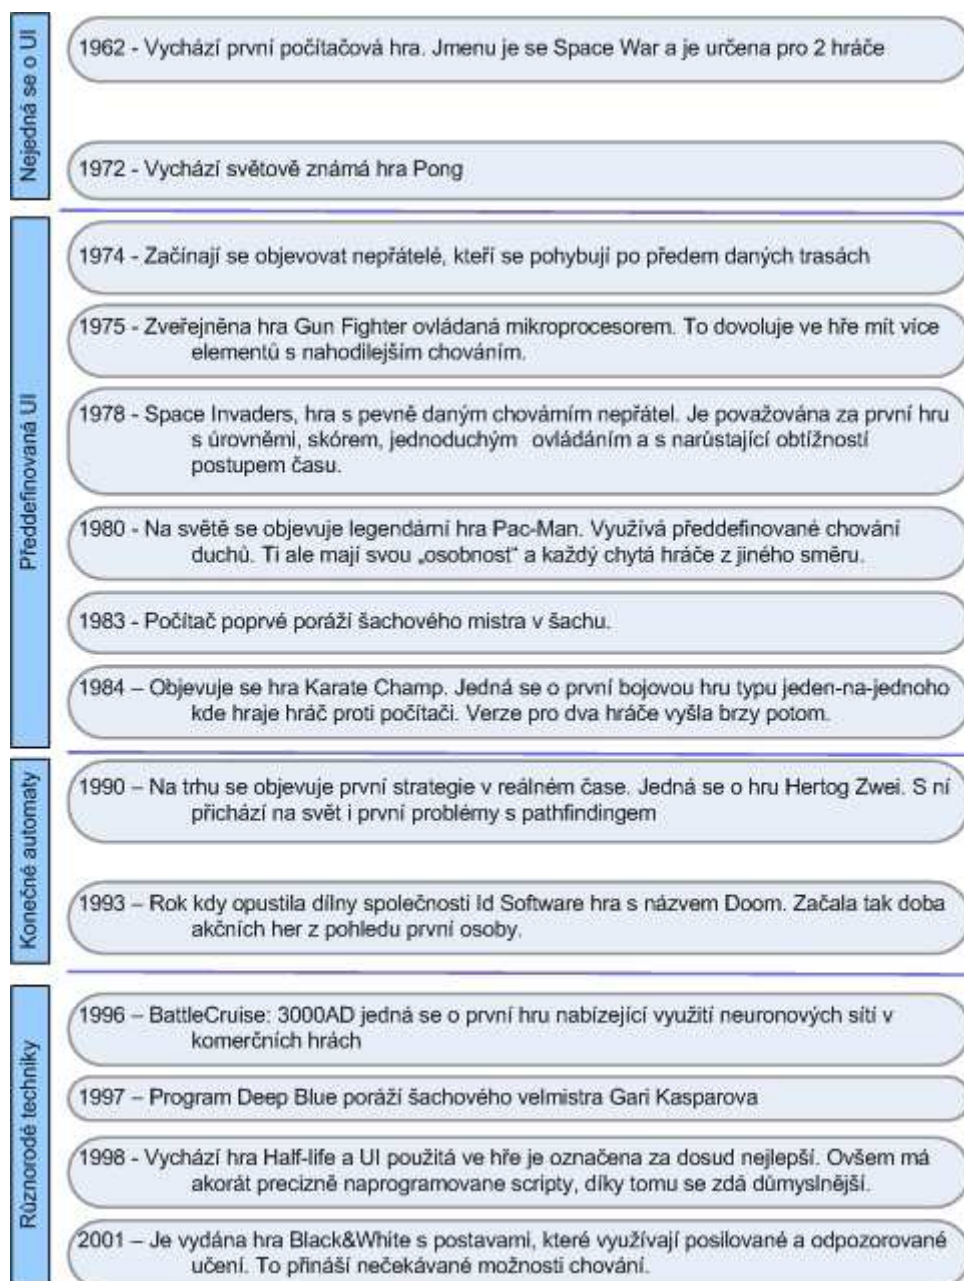 Nejedná se o UI
1962 - Vychází první počítačová hra. Jmenu je se Space War a je určena pro 2 hráče
1972 - Vychází světově známá hra Pong
Předdefinovaná UI
1974 - Začínají se objevovat nepřátelé, kteří se pohybují po předem daných trasách
1975 - Zveřejněna hra Gun Fighter ovládaná mikroprocesorem. To dovoluje ve hře mít více
elementů s nahodilejším chováním.
1978 - Space Invaders, hra s pevně daným chovámím nepřátel. Je považována za první hru
s úrovněmi, skórem, jednoduchým ovládáním a s narůstající obtížností
postupem času.
1980 - Na světě se objevuje legendární hra Pac-Man. Využívá předdefinované chování
duchů. Ti ale mají svou „osobnost“ a každý chytá hráče z jiného směru.
1983 - Počítač poprvé poráží šachového mistra v šachu.
1984 – Objevuje se hra Karate Champ. Jedná se o první bojovou hru typu jeden-na-jednoho
kde hraje hráč proti počítači. Verze pro dva hráče vyšla brzy potom.
Konečné automaty
1990 – Na trhu se objevuje první strategie v reálném čase. Jedná se o hru Hertog Zwei. S ní
přichází na svět i první problémy s pathfindingem
1993 – Rok kdy opustila dílny společnosti Id Software hra s názvem Doom. Začala tak doba
akčních her z pohledu první osoby.
Různorodé techniky
1996 – BattleCruise: 3000AD jedná se o první hru nabízející využití neuronových sítí v
komerčních hrách
1997 – Program Deep Blue poráží šachového velmistra Gari Kasparova
1998 - Vychází hra Half-life a UI použitá ve hře je označena za dosud nejlepší. Ovšem má
akorát precizně naprogramovane scripty, díky tomu se zdá důmyslnější.
2001 – Je vydána hra Black&White s postavami, které využívají posilované a odpozorované
učení. To přináší nečekávané možnosti chování.